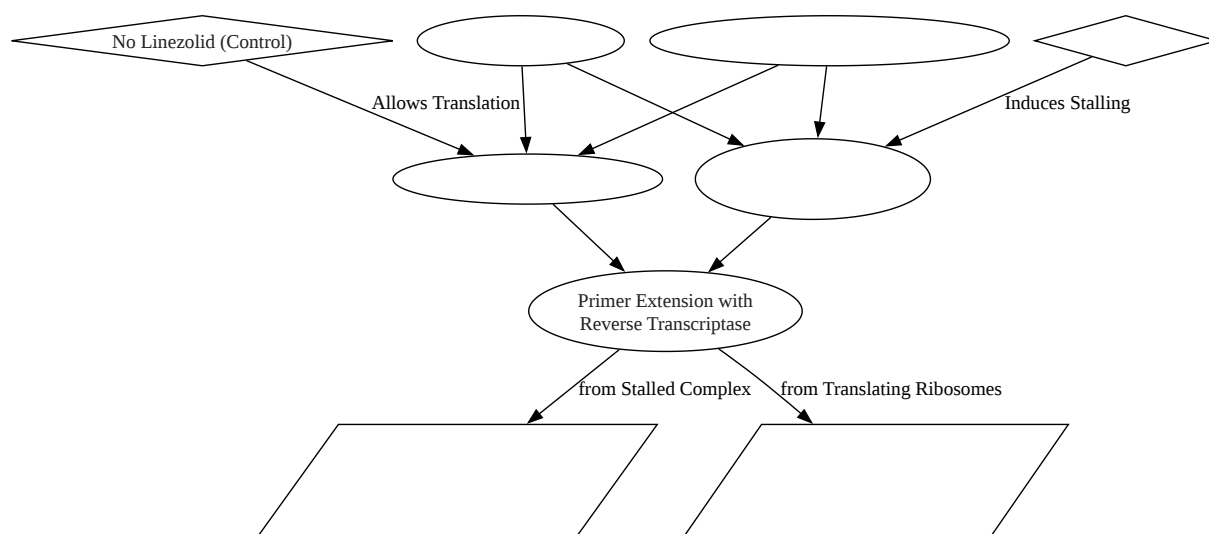 No Linezolid (Control)
Allows Translation
Induces Stalling
Primer Extension with
Reverse Transcriptase
from Stalled Complex
from Translating Ribosomes